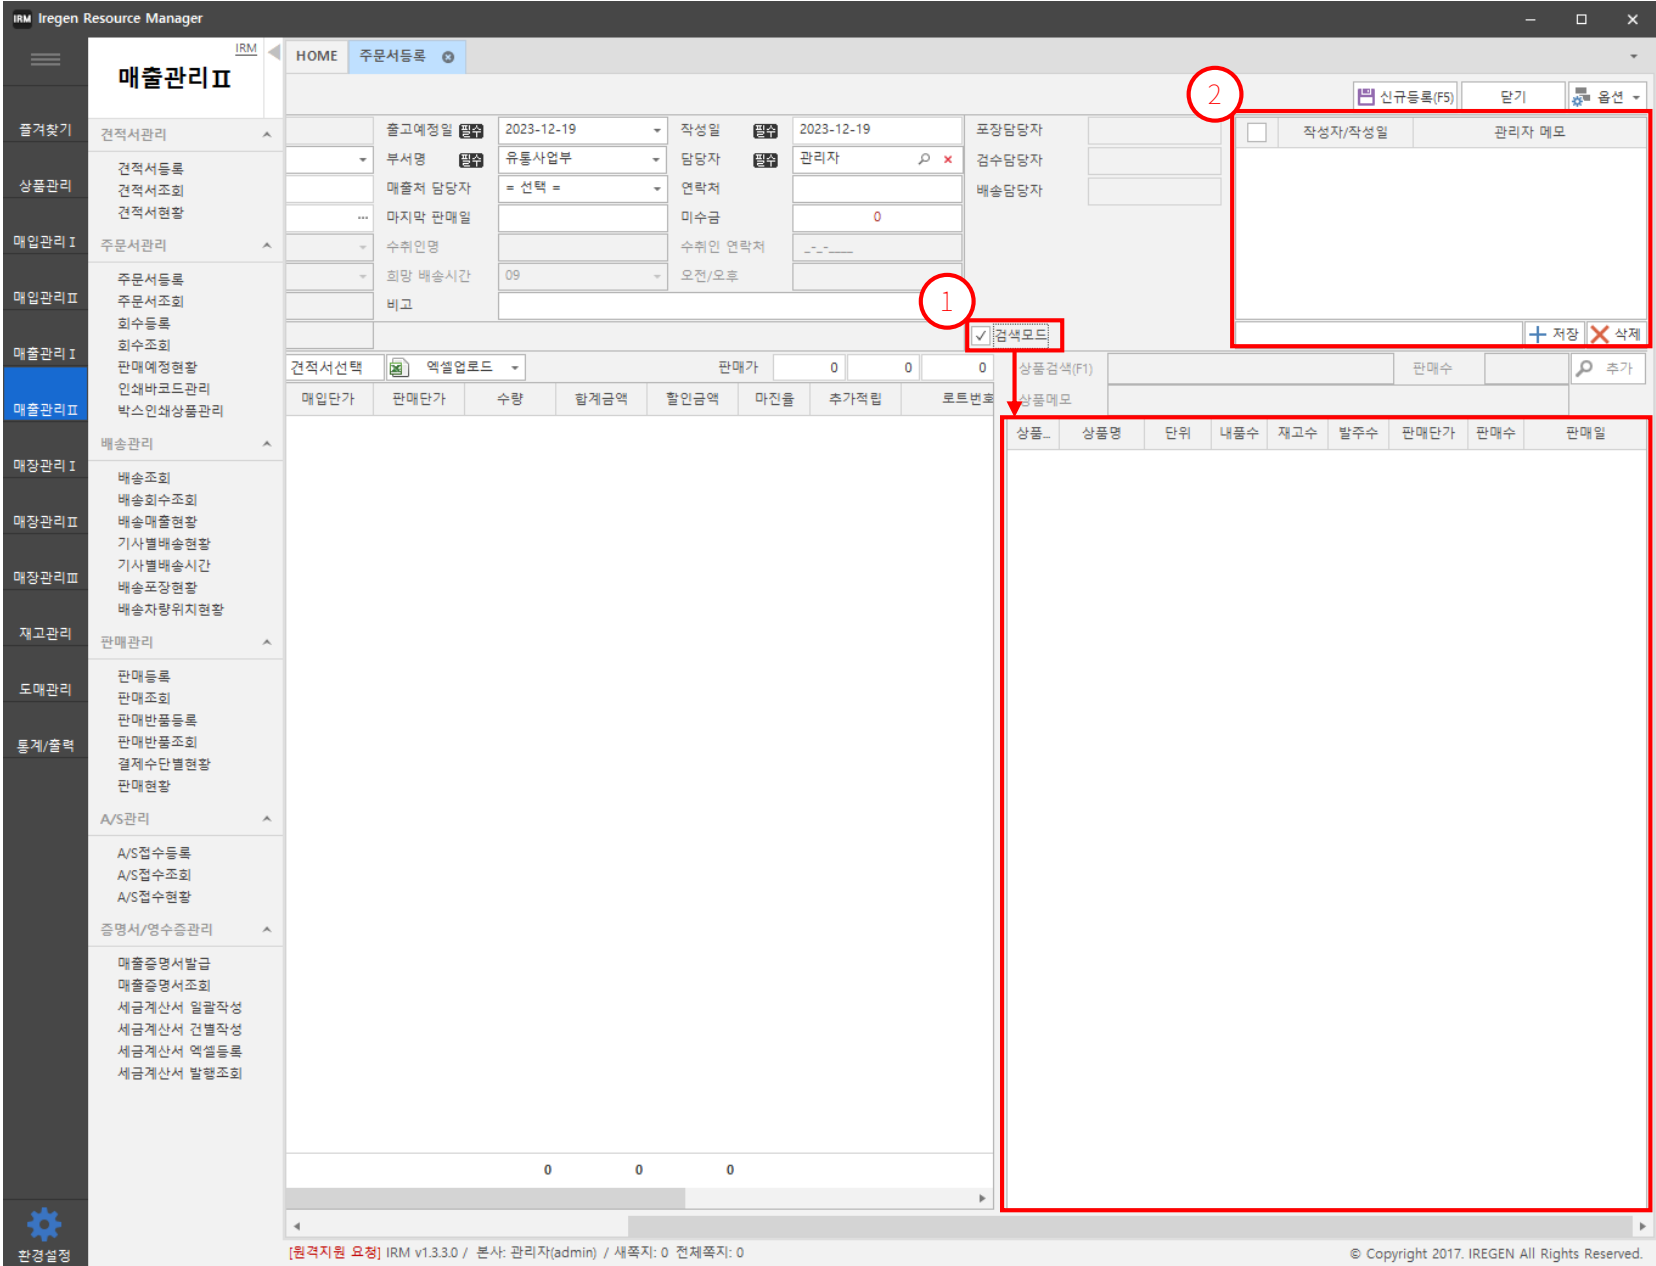 IRM Iregen Resource Manager
IRM
매출관리Ⅱ
즐겨찾기
상품관리
매입관리Ⅰ
매입관리Ⅱ
매출관리Ⅰ
매출관리Ⅱ
매장관리Ⅰ
매장관리Ⅱ
매장관리Ⅲ
재고관리
도매관리
통계/출력
환경설정
견적서관리
견적서등록
견적서조회
견적서현황
주문서관리
주문서등록
주문서조회
회수등록
회수조회
판매예정현황
인쇄바코드관리
박스인쇄상품관리
배송관리
배송조회
배송회수조회
배송매출현황
기사별배송현황
기사별배송시간
배송포장현황
배송차량위치현황
판매관리
판매등록
판매조회
판매반품등록
판매반품조회
결제수단별현황
판매현황
A/S관리
A/S접수등록
A/S접수조회
A/S접수현황
증명서/영수증관리
매출증명서발급
매출증명서조회
세금계산서 일괄작성
세금계산서 건별작성
세금계산서 엑셀등록
세금계산서 발행조회
HOME 주문서등록
2
신규등록(F5) 닫기 옵션
출고예정일 필수 2023-12-19 작성일 필수 2023-12-19 포장담당자
부서명 필수 유통사업부 담당자 필수 관리자 검수담당자
매출처 담당자 = 선택 = 연락처 배송담당자
... 마지막 판매일 미수금 0
수취인명 수취인 연락처 _-_-____
희망 배송시간 09 오전/오후
비고
작성자/작성일 관리자 메모
저장 삭제
1
검색모드
견적서선택 엑셀업로드 판매가 0 0 0
상품검색(F1) 판매수 추가
상품메모
매입단가 판매단가 수량 합계금액 할인금액 마진율 추가적립 로트번호
상품... 상품명 단위 내품수 재고수 발주수 판매단가 판매수 판매일
0 0 0
[원격지원 요청] IRM v1.3.3.0 / 본사: 관리자(admin) / 새쪽지: 0 전체쪽지: 0
© Copyright 2017. IREGEN All Rights Reserved.